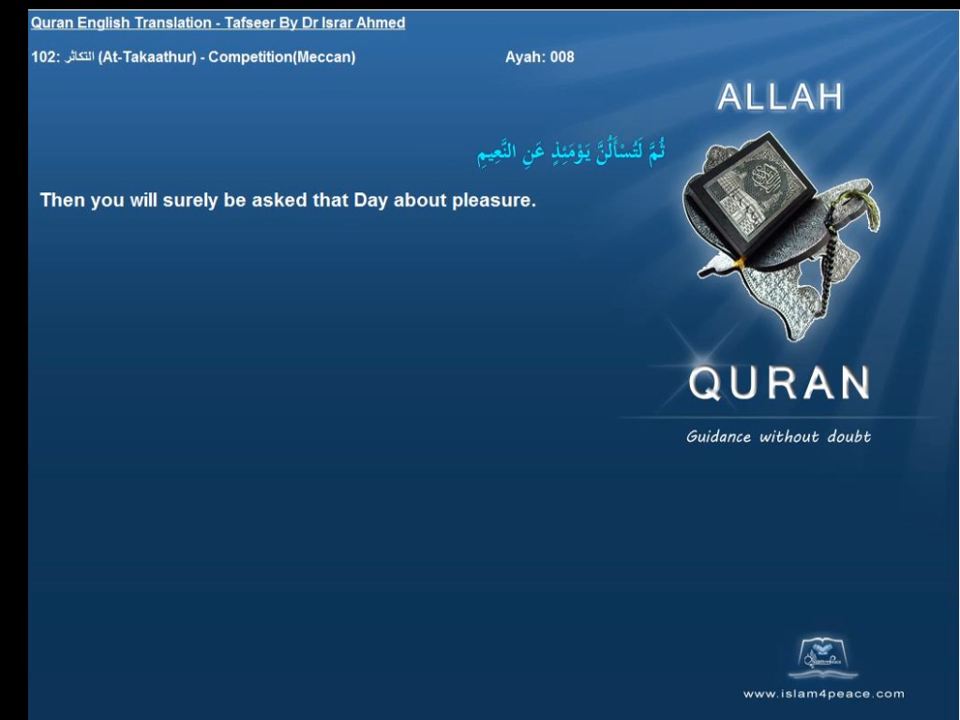 Quran English Translation - Tafseer By Dr Israr Ahmed
102: التكاثر (At-Takaathur) - Competition(Meccan) Ayah: 008
ALLAH
ثُمَّ لَتُسْأَلُنَّ يَوْمَئِذٍ عَنِ النَّعِيمِ
Then you will surely be asked that Day about pleasure.
QURAN
Guidance without doubt
www.islam4peace.com